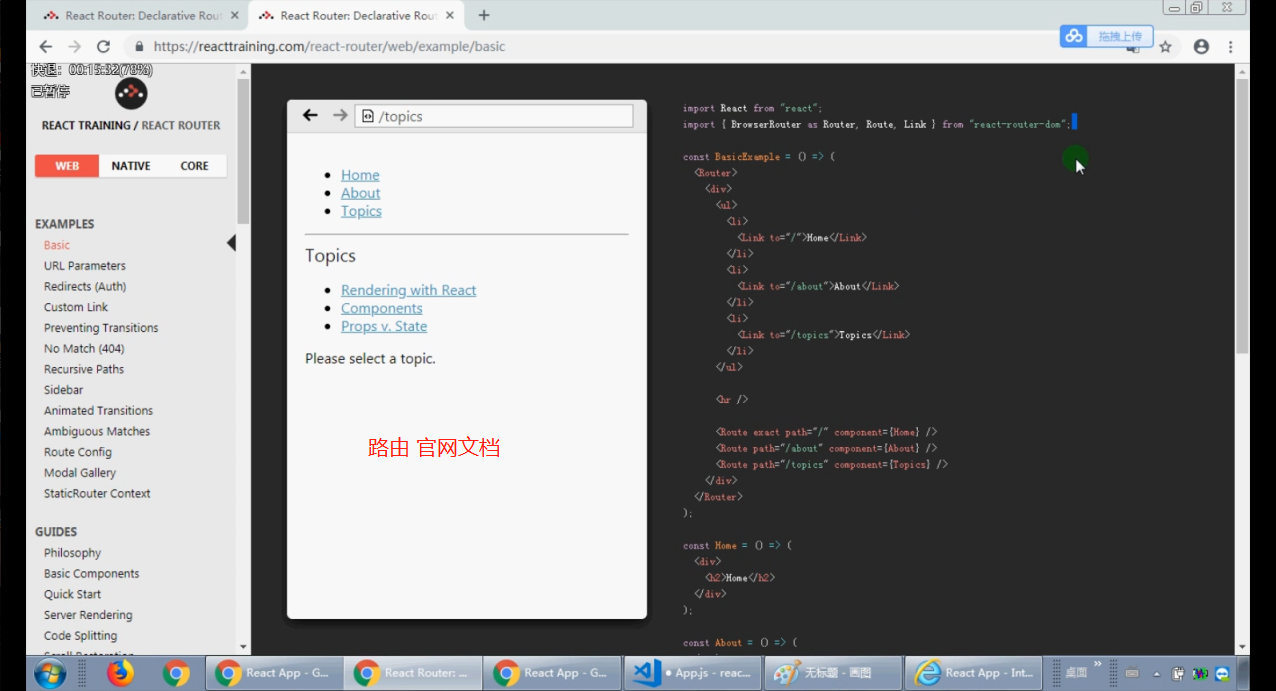 React Router: Declarative Rout
React Router: Declarative Rout
https://reacttraining.com/react-router/web/example/basic
拖拽上传
快退：00:15:32(78%)
已暂停
REACT TRAINING / REACT ROUTER
WEB NATIVE CORE
EXAMPLES
Basic
URL Parameters
Redirects (Auth)
Custom Link
Preventing Transitions
No Match (404)
Recursive Paths
Sidebar
Animated Transitions
Ambiguous Matches
Route Config
Modal Gallery
StaticRouter Context
GUIDES
Philosophy
Basic Components
Quick Start
Server Rendering
Code Splitting
Scroll Restoration
/topics
Home
About
Topics
Topics
Rendering with React
Components
Props v. State
Please select a topic.
路由 官网文档
import React from "react";
import { BrowserRouter as Router, Route, Link } from "react-router-dom";
const BasicExample = () => (
<Router>
<div>
<ul>
<li>
<Link to="/">Home</Link>
</li>
<li>
<Link to="/about">About</Link>
</li>
<li>
<Link to="/topics">Topics</Link>
</li>
</ul>
<hr />
<Route exact path="/" component={Home} />
<Route path="/about" component={About} />
<Route path="/topics" component={Topics} />
</div>
</Router>
);
const Home = () => (
<div>
<h2>Home</h2>
</div>
);
const About = () => (
React App - G...
React Router: ...
React App - G...
● App.js - reac...
无标题 - 画图
React App - Int...
桌面